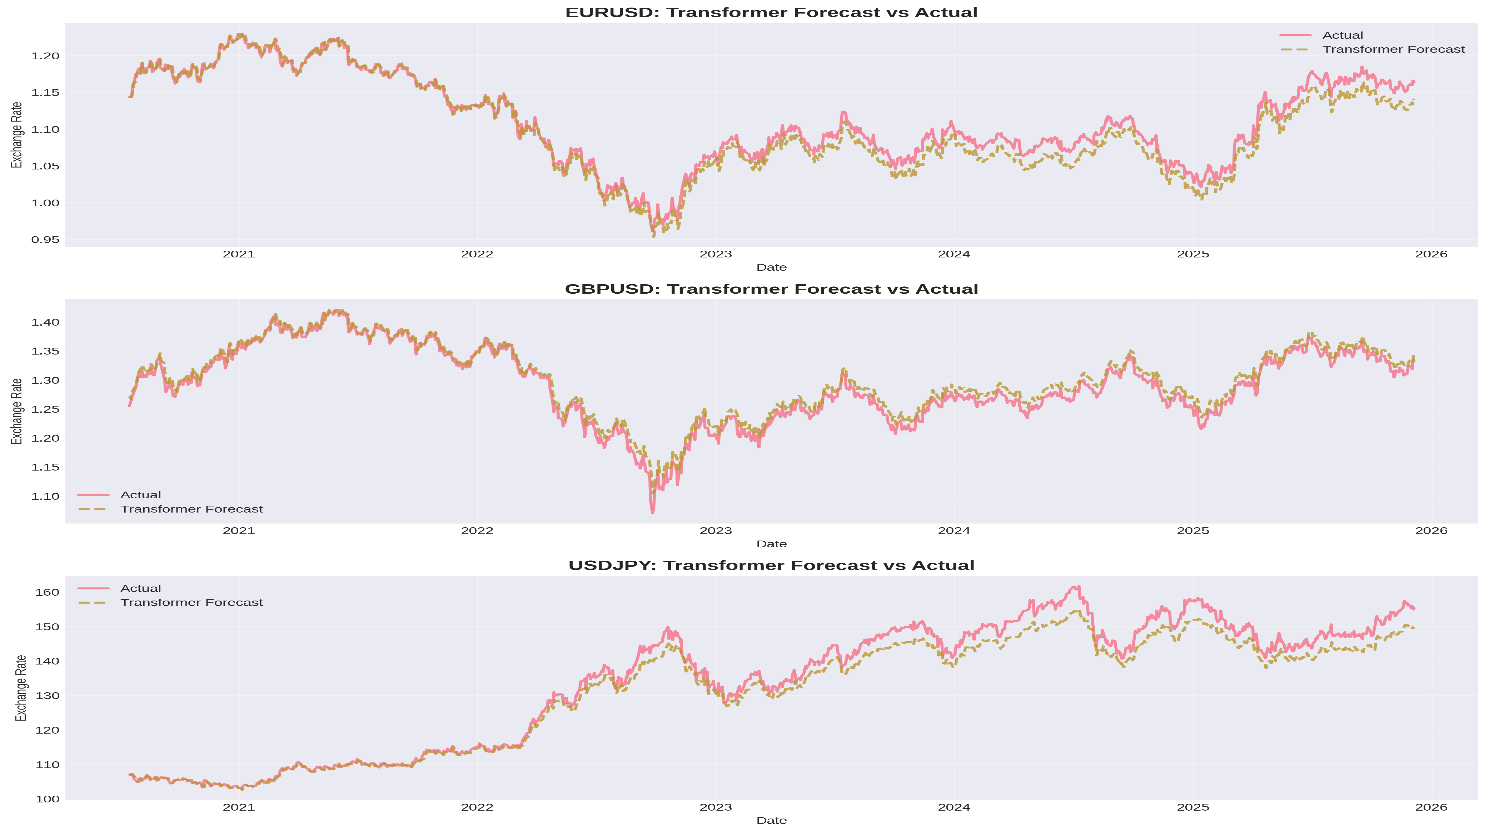 EURUSD: Transformer Forecast vs Actual
Actual
Transformer Forecast
1.20
1.15
1.10
1.05
1.00
0.95
Exchange Rate
2021 2022 2023 2024 2025 2026
Date
GBPUSD: Transformer Forecast vs Actual
1.40
1.35
1.30
1.25
1.20
1.15
1.10
Exchange Rate
Actual
Transformer Forecast
2021 2022 2023 2024 2025 2026
Date
USDJPY: Transformer Forecast vs Actual
Actual
Transformer Forecast
160
150
140
130
120
110
100
Exchange Rate
2021 2022 2023 2024 2025 2026
Date